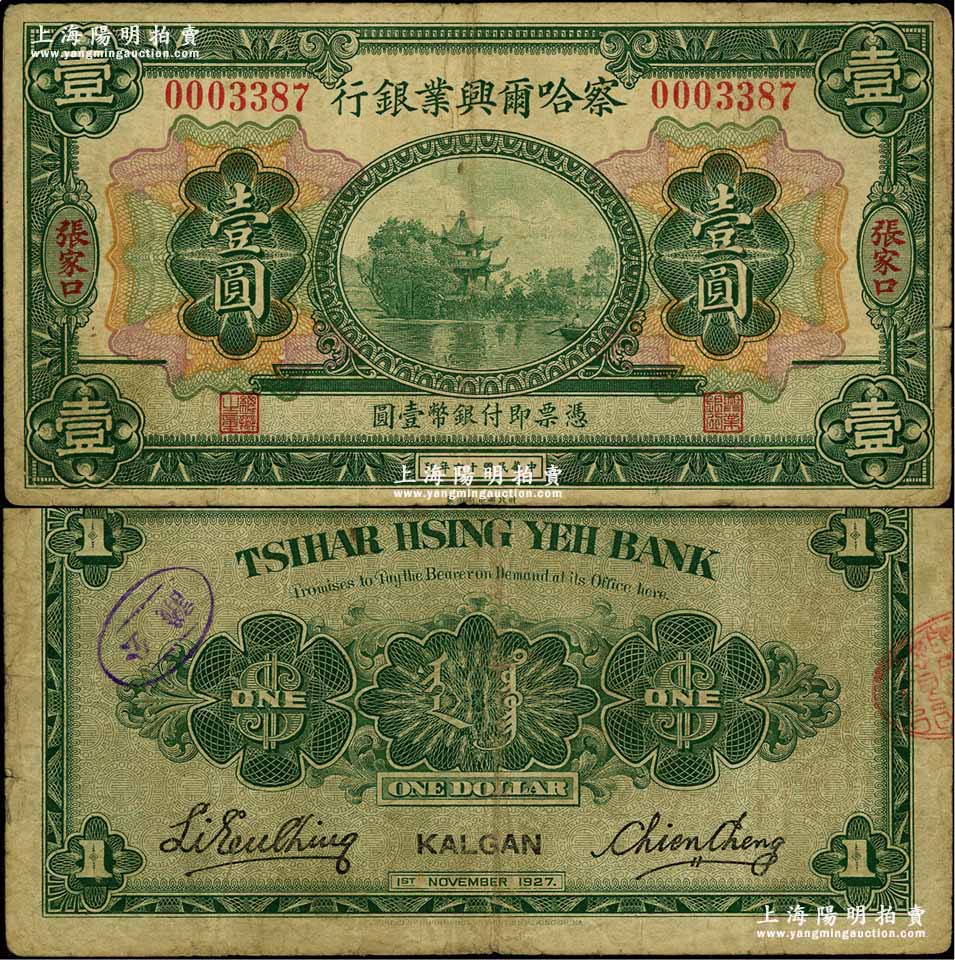 上海陽明拍賣
www.yangmingauction.com
壹
壹
0003387
行銀業興爾哈察
0003387
壹圓
壹圓
張家口
張家口
圓壹幣銀付即票憑
壹
壹
上海陽明拍賣
www.yangmingauction.com
1
1
TSIHAR HSING YEH BANK
Promises to Pay the Bearer on Demand at its Office here.
ONE
ONE
ONE DOLLAR
Chien Cheng
KALGAN
1ST NOVEMBER 1927.
1
1
上海陽明拍賣
www.yangmingauction.com